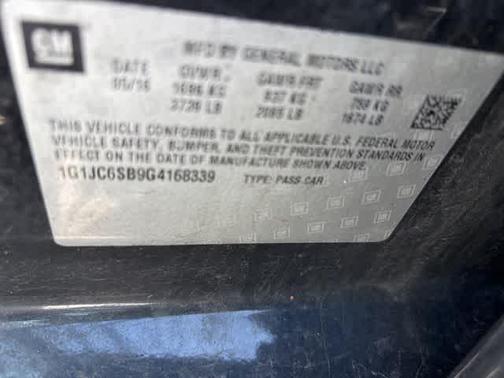 GM
MFD BY GENERAL MOTORS LLC
DATE GVWR GAWR FRT GAWR RR
05/16 1696 KG 937 KG 759 KG
3739 LB 2065 LB 1674 LB
THIS VEHICLE CONFORMS TO ALL APPLICABLE U.S. FEDERAL MOTOR
VEHICLE SAFETY, BUMPER, AND THEFT PREVENTION STANDARDS
IN EFFECT ON THE DATE OF MANUFACTURE SHOWN ABOVE.
1G1JC6SB9G4168339 TYPE: PASS CAR